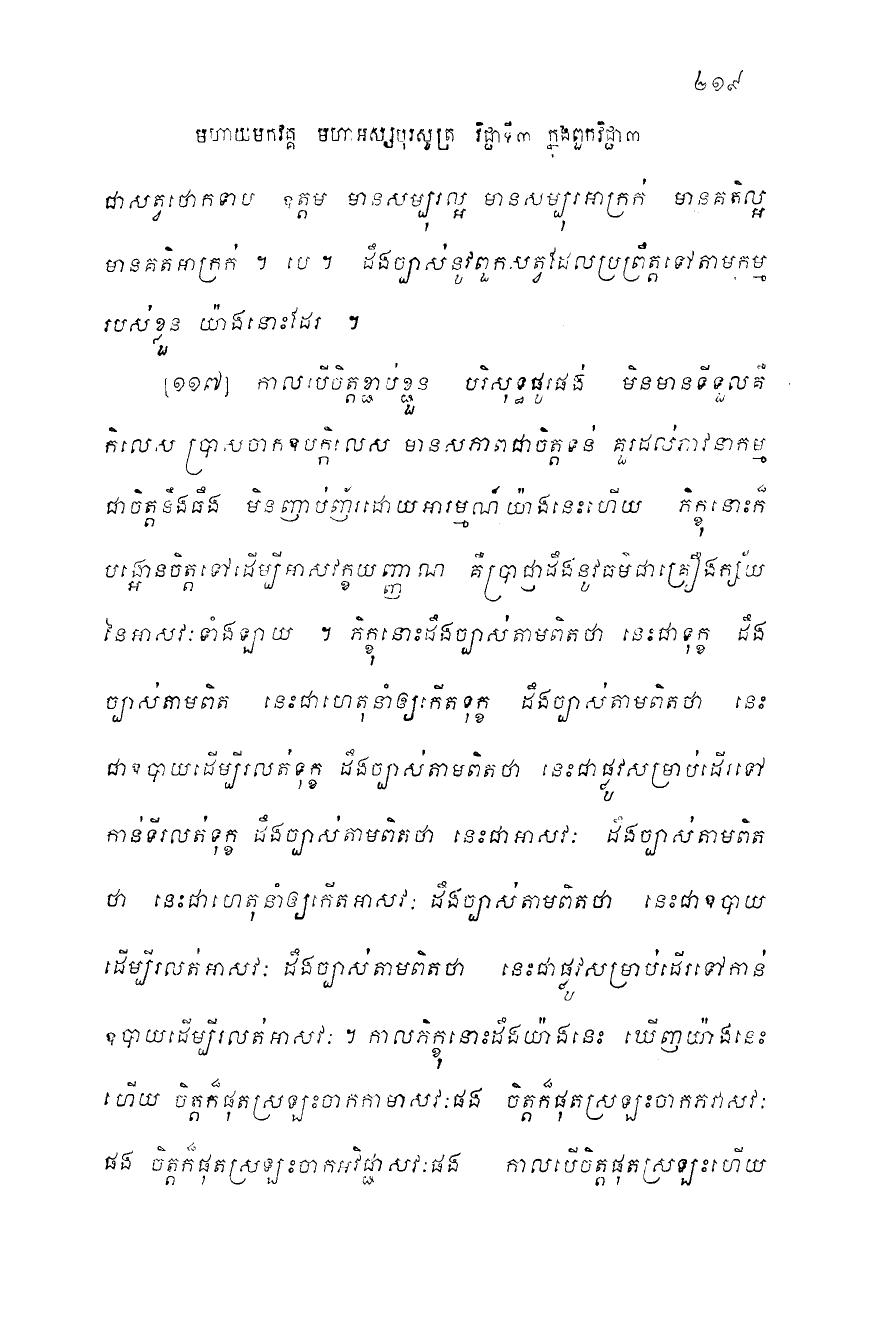 ២១៩
មហាយមកវគ្គ មហាអស្សបុរសូត្រ វិជ្ជាទី៣ ក្នុងពួកវិជ្ជា៣
ជាសត្វថោកទាប ឧត្តម មានសម្បុរល្អ មានសម្បុរអាក្រក់ មានគតិល្អ
មានគតិអាក្រក់ ។ បេ ។ ដឹងច្បាស់នូវពួកសត្វដែលប្រព្រឹត្តទៅតាមកម្ម
របស់ខ្លួន យ៉ាងនោះដែរ ។
[១១៧] កាលបើចិត្តខ្ជាប់ខ្ជួន បរិសុទ្ធផូរផង់ មិនមានទីទួលគឺ
កិលេស ប្រាសចាកឧបក្កិលេស មានសភាពជាចិត្តទន់ គួរដល់ភាវនាកម្ម
ជាចិត្តនឹងធឹង មិនញាប់ញ័រដោយអារម្មណ៍យ៉ាងនេះហើយ ភិក្ខុនោះក៏
បង្អោនចិត្តទៅដើម្បីអាសវក្ខយញ្ញាណ គឺប្រាជ្ញាដឹងនូវធម៌ជាគ្រឿងក្ស័យ
នៃអាសវៈទាំងឡាយ ។ ភិក្ខុនោះដឹងច្បាស់តាមពិតថា នេះជាទុក្ខ ដឹង
ច្បាស់តាមពិត នេះជាហេតុនាំឲ្យកើតទុក្ខ ដឹងច្បាស់តាមពិតថា នេះ
ជាឧបាយដើម្បីរលត់ទុក្ខ ដឹងច្បាស់តាមពិតថា នេះជាផ្លូវសម្រាប់ដើរទៅ
កាន់ទីរលត់ទុក្ខ ដឹងច្បាស់តាមពិតថា នេះជាអាសវៈ ដឹងច្បាស់តាមពិត
ថា នេះជាហេតុនាំឲ្យកើតអាសវៈ ដឹងច្បាស់តាមពិតថា នេះជាឧបាយ
ដើម្បីរលត់អាសវៈ ដឹងច្បាស់តាមពិតថា នេះជាផ្លូវសម្រាប់ដើរទៅកាន់
ឧបាយដើម្បីរលត់អាសវៈ ។ កាលភិក្ខុនោះដឹងយ៉ាងនេះ ឃើញយ៉ាងនេះ
ហើយ ចិត្តក៏ផុតស្រឡះចាកកាមាសវៈផង ចិត្តក៏ផុតស្រឡះចាកភវាសវៈ
ផង ចិត្តក៏ផុតស្រឡះចាកអវិជ្ជាសវៈផង កាលបើចិត្តផុតស្រឡះហើយ